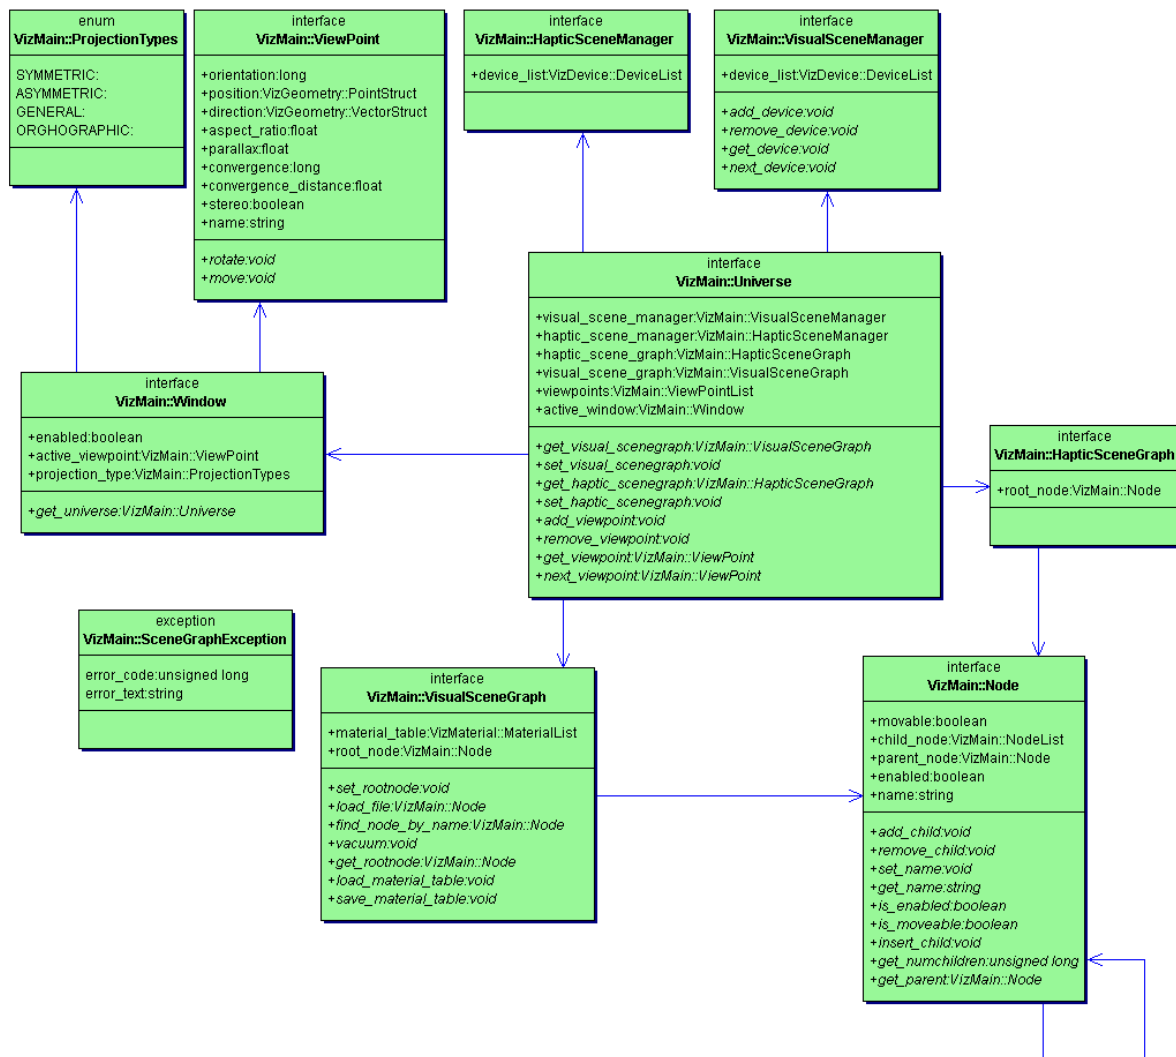 enum
VizMain::ProjectionTypes
SYMMETRIC:
ASYMMETRIC:
GENERAL:
ORGHOGRAPHIC:
interface
VizMain::ViewPoint
+orientation:long
+position:VizGeometry::PointStruct
+direction:VizGeometry::VectorStruct
+aspect_ratio:float
+parallax:float
+convergence:long
+convergence_distance:float
+stereo:boolean
+name:string
+rotate:void
+move:void
interface
VizMain::HapticSceneManager
+device_list:VizDevice::DeviceList
interface
VizMain::VisualSceneManager
+device_list:VizDevice::DeviceList
+add_device:void
+remove_device:void
+get_device:void
+next_device:void
interface
VizMain::Universe
+visual_scene_manager:VizMain::VisualSceneManager
+haptic_scene_manager:VizMain::HapticSceneManager
+haptic_scene_graph:VizMain::HapticSceneGraph
+visual_scene_graph:VizMain::VisualSceneGraph
+viewpoints:VizMain::ViewPointList
+active_window:VizMain::Window
+get_visual_scenegraph:VizMain::VisualSceneGraph
+set_visual_scenegraph:void
+get_haptic_scenegraph:VizMain::HapticSceneGraph
+set_haptic_scenegraph:void
+add_viewpoint:void
+remove_viewpoint:void
+get_viewpoint:VizMain::ViewPoint
+next_viewpoint:VizMain::ViewPoint
interface
VizMain::Window
+enabled:boolean
+active_viewpoint:VizMain::ViewPoint
+projection_type:VizMain::ProjectionTypes
+get_universe:VizMain::Universe
interface
VizMain::HapticSceneGraph
+root_node:VizMain::Node
exception
VizMain::SceneGraphException
error_code:unsigned long
error_text:string
interface
VizMain::VisualSceneGraph
+material_table:VizMaterial::MaterialList
+root_node:VizMain::Node
+set_rootnode:void
+load_file:VizMain::Node
+find_node_by_name:VizMain::Node
+vacuum:void
+get_rootnode:VizMain::Node
+load_material_table:void
+save_material_table:void
interface
VizMain::Node
+movable:boolean
+child_node:VizMain::NodeList
+parent_node:VizMain::Node
+enabled:boolean
+name:string
+add_child:void
+remove_child:void
+set_name:void
+get_name:string
+is_enabled:boolean
+is_moveable:boolean
+insert_child:void
+get_numchildren:unsigned long
+get_parent:VizMain::Node